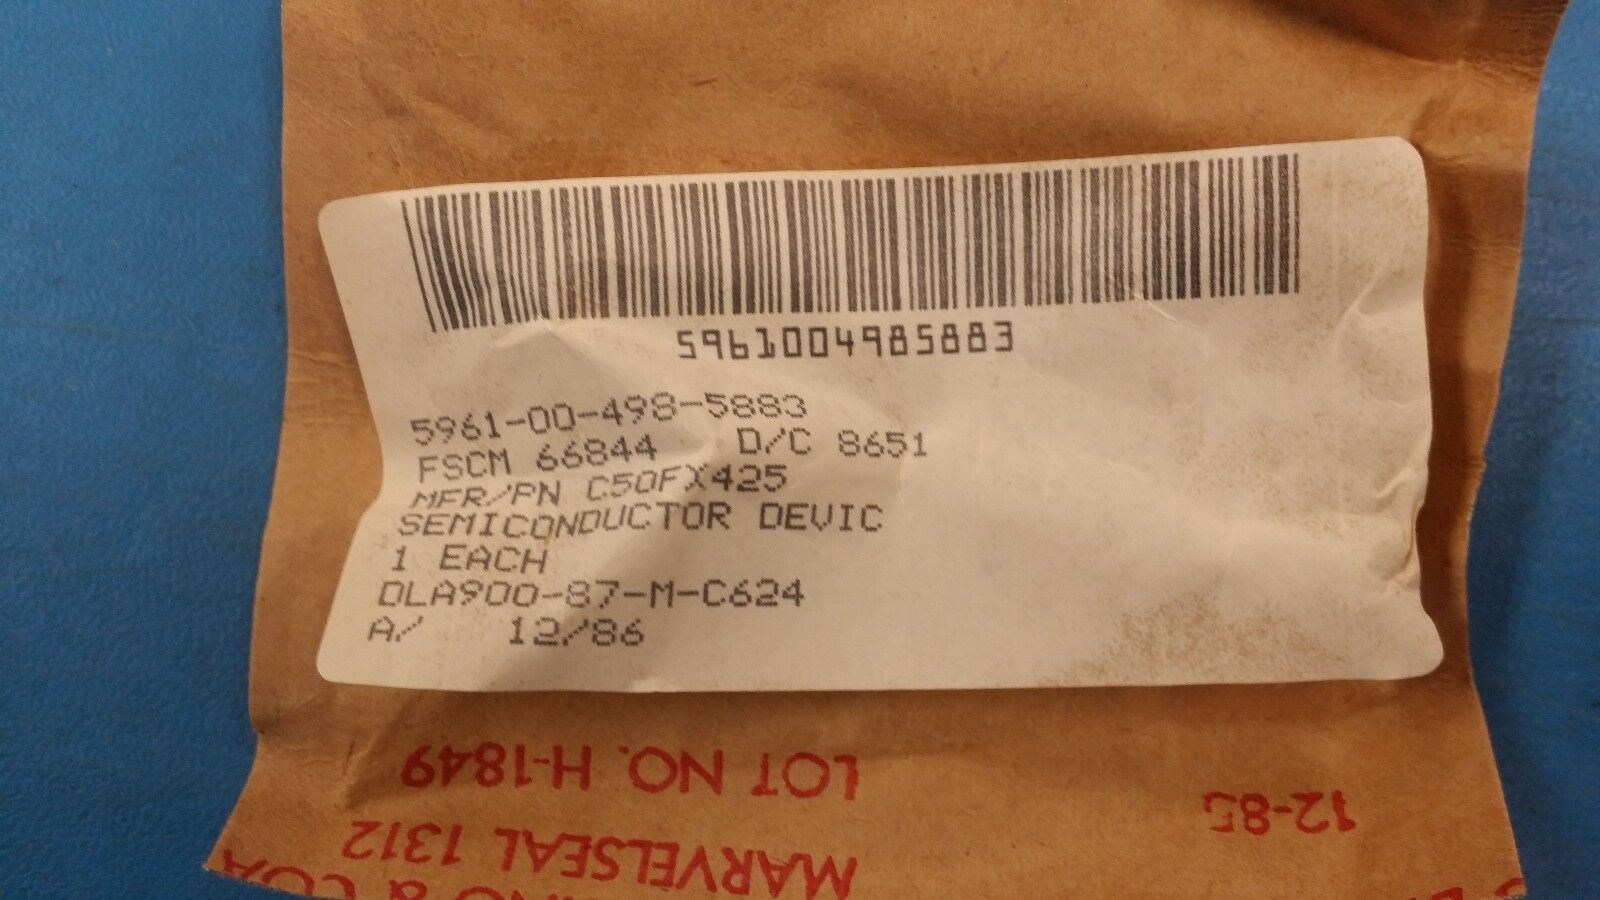 5961004985883
5961-00-498-5883
FSCM 66844 D/C 8651
MFR/PN C50FX425
SEMICONDUCTOR DEVIC
1 EACH
DLA900-87-M-C624
A/ 12/86
LOT NO. H-1849
12-85
MARVELSEAL 1312